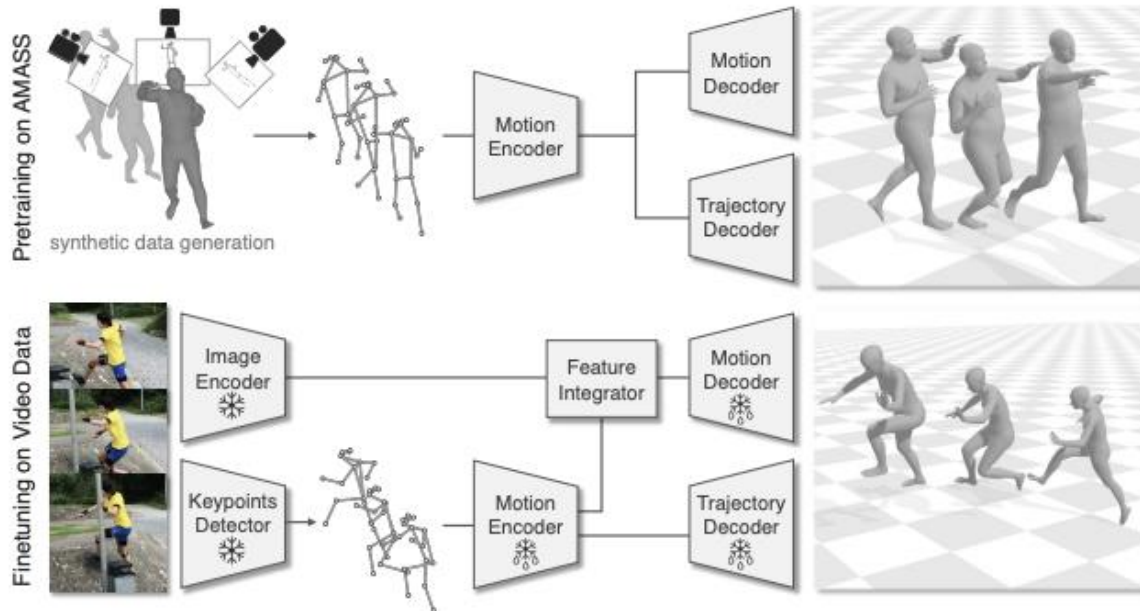 Pretraining on AMASS
synthetic data generation
Motion
Encoder
Motion
Decoder
Trajectory
Decoder
Finetuning on Video Data
Image
Encoder
Keypoints
Detector
Motion
Encoder
Feature
Integrator
Motion
Decoder
Trajectory
Decoder